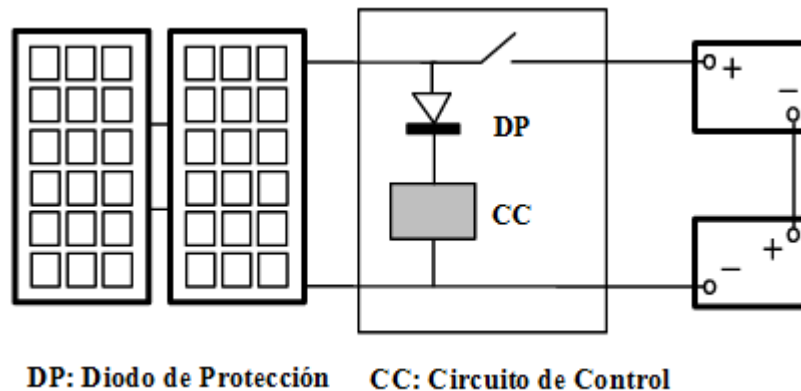 +
−
DP
CC
+
−
DP: Diodo de Protección CC: Circuito de Control